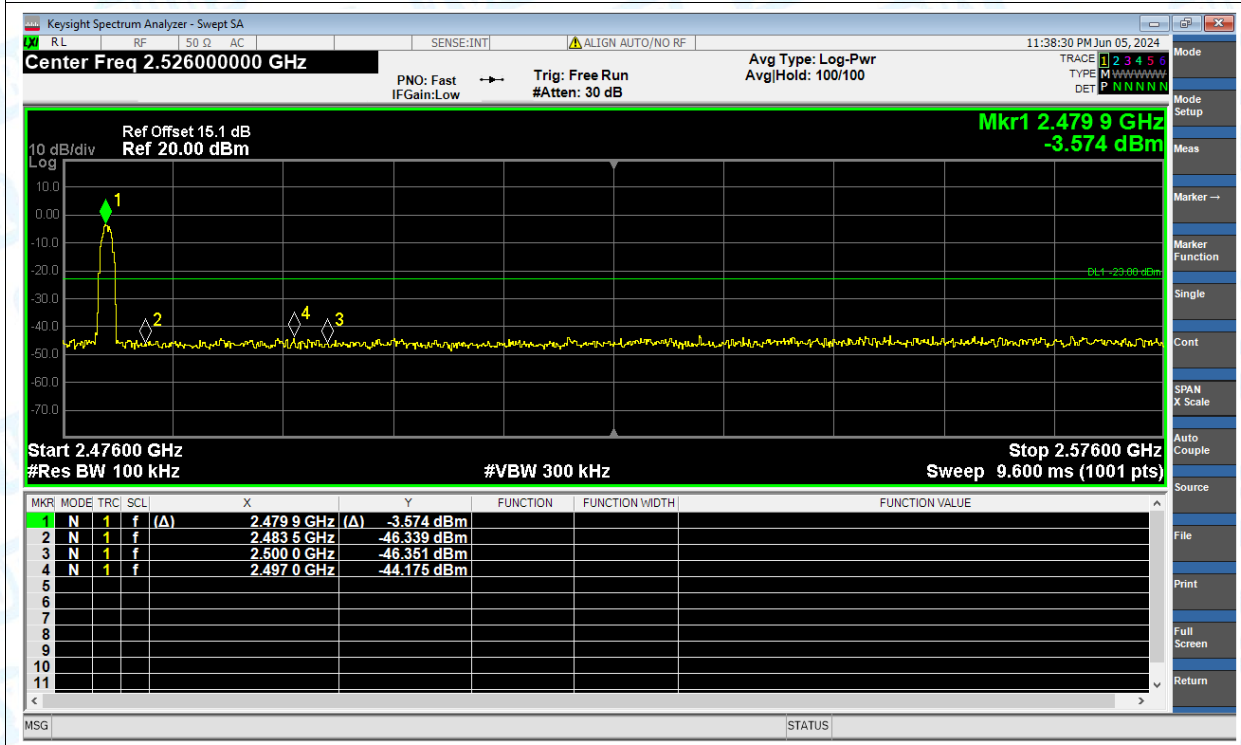 Keysight Spectrum Analyzer - Swept SA
LXI RL RF 50 Ω AC SENSE:INT ALIGN AUTO/NO RF 11:38:30 PM Jun 05, 2024
Center Freq 2.526000000 GHz
PNO: Fast
IFGain:Low
Trig: Free Run
#Atten: 30 dB
Avg Type: Log-Pwr
Avg|Hold: 100/100
TRACE 1 2 3 4 5 6
TYPE M WWWWW
DET P N N N N N
Ref Offset 15.1 dB
10 dB/div Ref 20.00 dBm
Log
Mkr1 2.479 9 GHz
-3.574 dBm
10.0
0.00
-10.0
-20.0
-30.0
-40.0
-50.0
-60.0
-70.0
1
2
4
3
DL1 -23.00 dBm
Start 2.47600 GHz Stop 2.57600 GHz
#Res BW 100 kHz #VBW 300 kHz Sweep 9.600 ms (1001 pts)
MKR MODE TRC SCL X Y FUNCTION FUNCTION WIDTH FUNCTION VALUE
1 N 1 f (Δ) 2.479 9 GHz (Δ) -3.574 dBm
2 N 1 f 2.483 5 GHz -46.339 dBm
3 N 1 f 2.500 0 GHz -46.351 dBm
4 N 1 f 2.497 0 GHz -44.175 dBm
5
6
7
8
9
10
11
MSG STATUS
Mode
Mode
Setup
Meas
Marker →
Marker
Function
Single
Cont
SPAN
X Scale
Auto
Couple
Source
File
Print
Full
Screen
Return